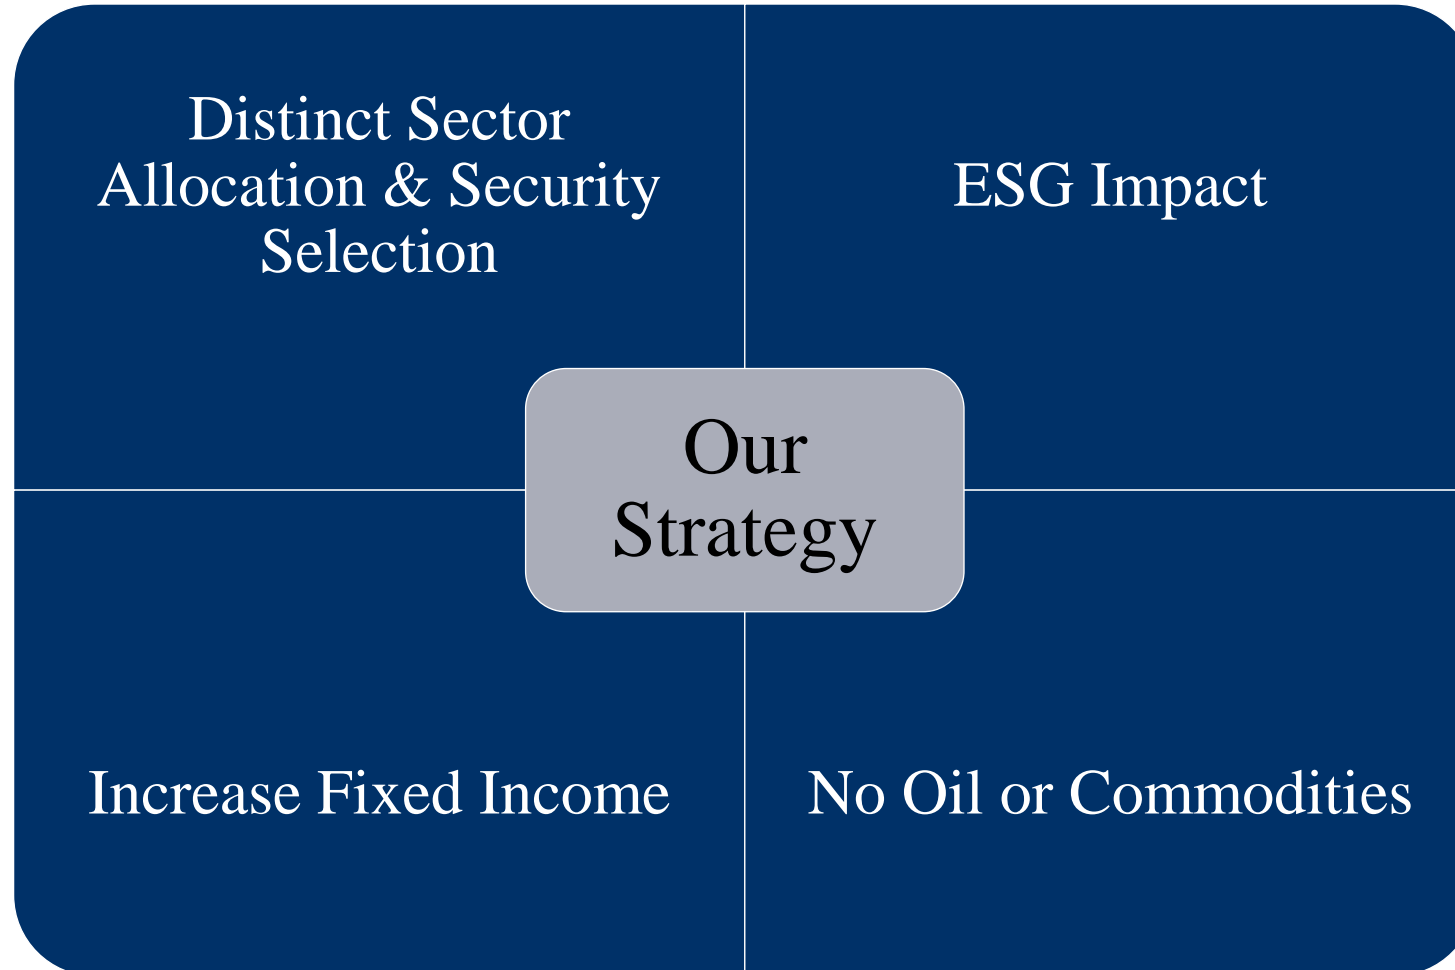 Distinct Sector
Allocation & Security
Selection
ESG Impact
Our
Strategy
Increase Fixed Income
No Oil or Commodities